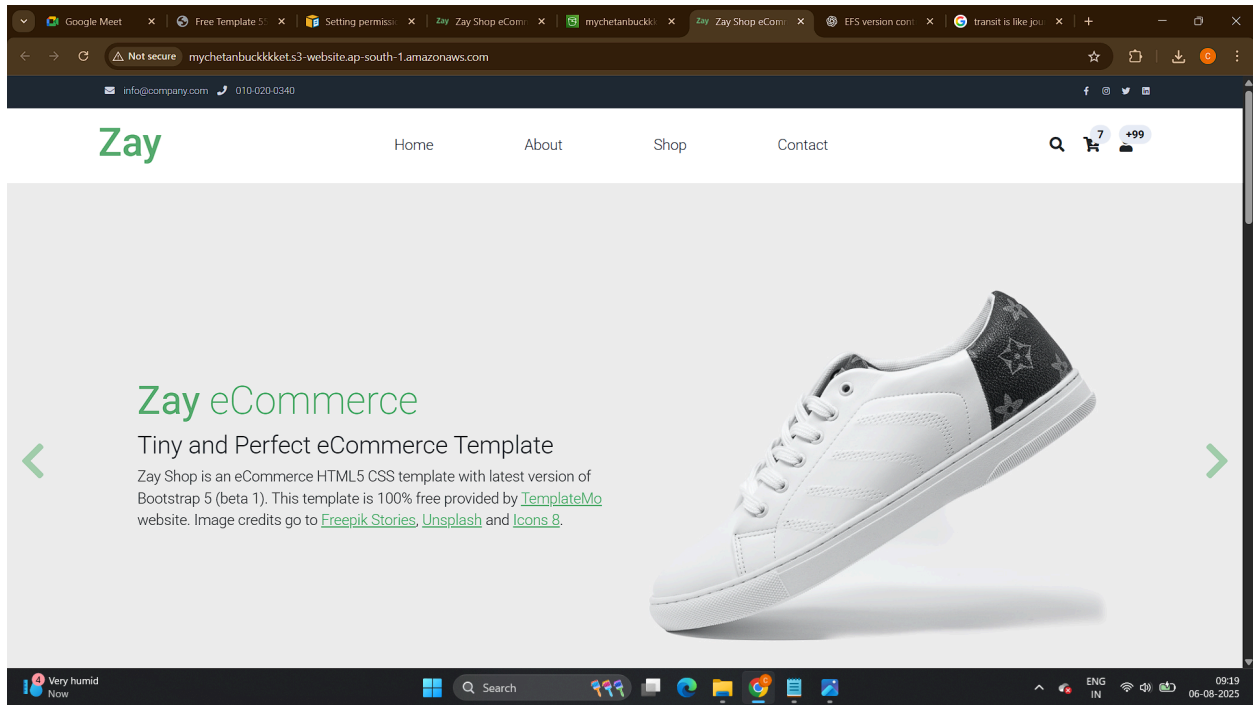 Google Meet
Free Template 55
Setting permissi
Zay Zay Shop eComm
mychetanbuckkk
Zay Zay Shop eComm
EFS version cont
transit is like jou
Not secure
mychetanbuckkkket.s3-website.ap-south-1.amazonaws.com
C
info@company.com
010-020-0340
Zay
Home
About
Shop
Contact
7
+99
Zay eCommerce
Tiny and Perfect eCommerce Template
Zay Shop is an eCommerce HTML5 CSS template with latest version of
Bootstrap 5 (beta 1). This template is 100% free provided by TemplateMo
website. Image credits go to Freepik Stories, Unsplash and Icons 8.
4
Very humid
Now
Search
C
ENG
IN
09:19
06-08-2025